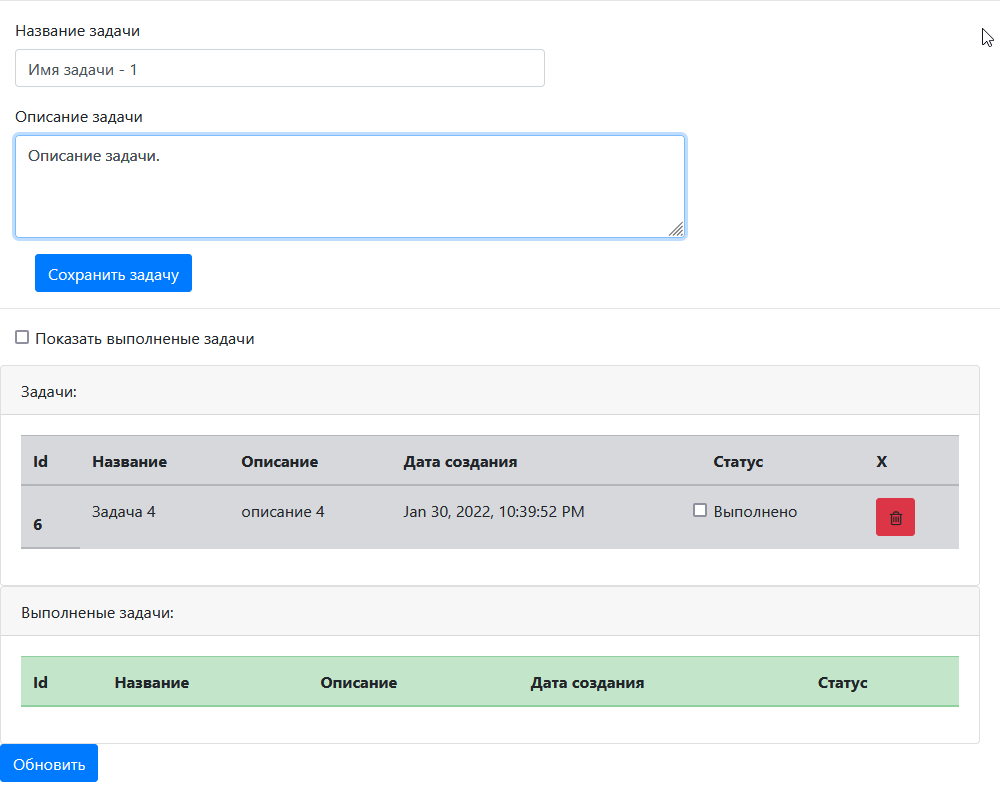 Название задачи
Имя задачи - 1
Описание задачи
Описание задачи.
Сохранить задачу
Показать выполненые задачи
Задачи:
Id Название Описание Дата создания Статус X
6 Задача 4 описание 4 Jan 30, 2022, 10:39:52 PM Выполнено
Выполненые задачи:
Id Название Описание Дата создания Статус
Обновить